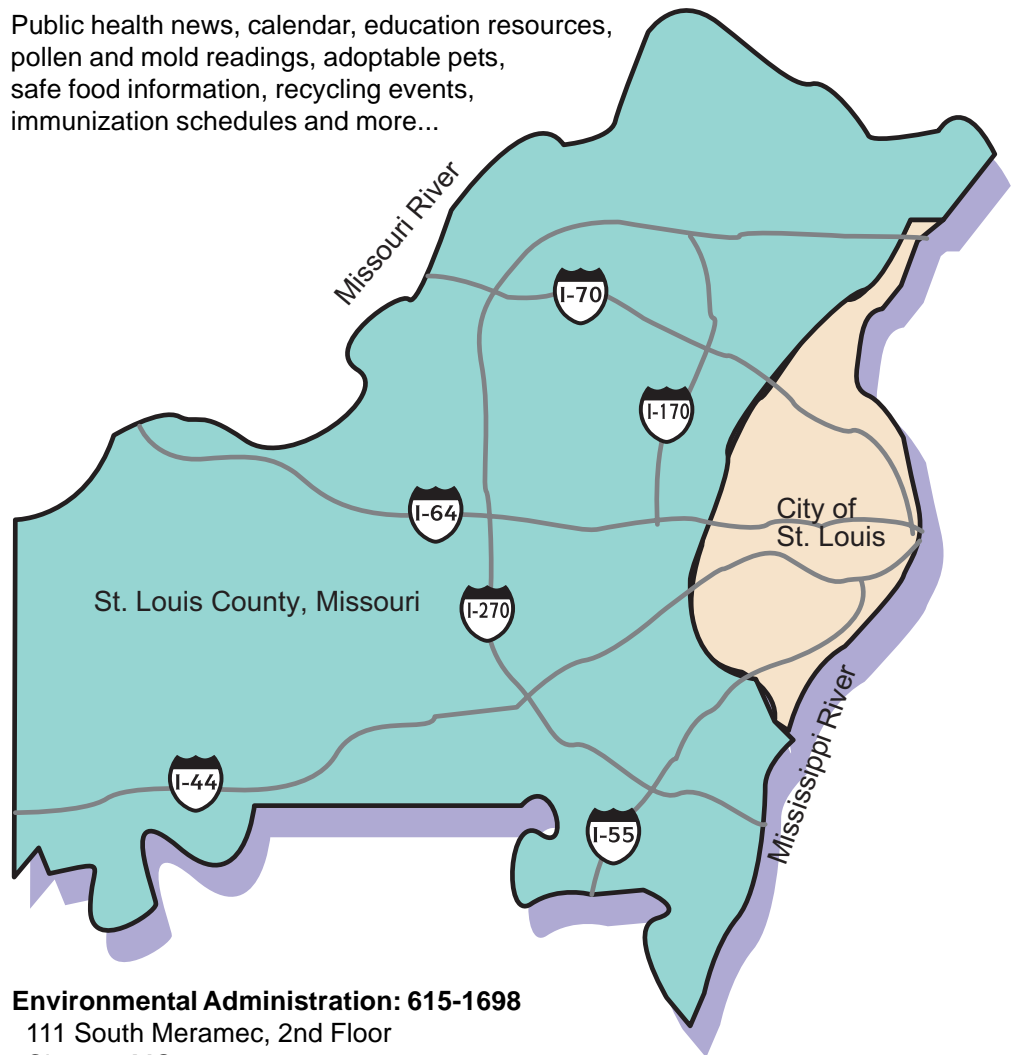 Public health news, calendar, education resources,
pollen and mold readings, adoptable pets,
safe food information, recycling events,
immunization schedules and more...
Missouri River
I-70
I-170
I-64
City of
St. Louis
St. Louis County, Missouri
I-270
I-44
I-55
Mississippi River
Environmental Administration: 615-1698
111 South Meramec, 2nd Floor